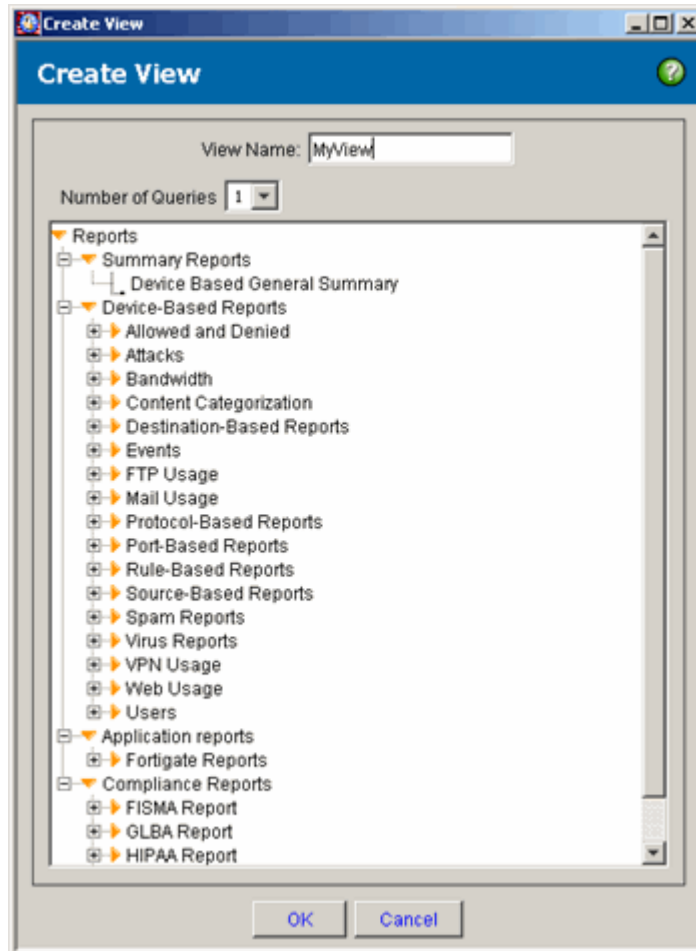 Create View
Create View
?
View Name: MyView
Number of Queries 1
Reports
Summary Reports
Device Based General Summary
Device-Based Reports
Allowed and Denied
Attacks
Bandwidth
Content Categorization
Destination-Based Reports
Events
FTP Usage
Mail Usage
Protocol-Based Reports
Port-Based Reports
Rule-Based Reports
Source-Based Reports
Spam Reports
Virus Reports
VPN Usage
Web Usage
Users
Application reports
Fortigate Reports
Compliance Reports
FISMA Report
GLBA Report
HIPAA Report
OK Cancel